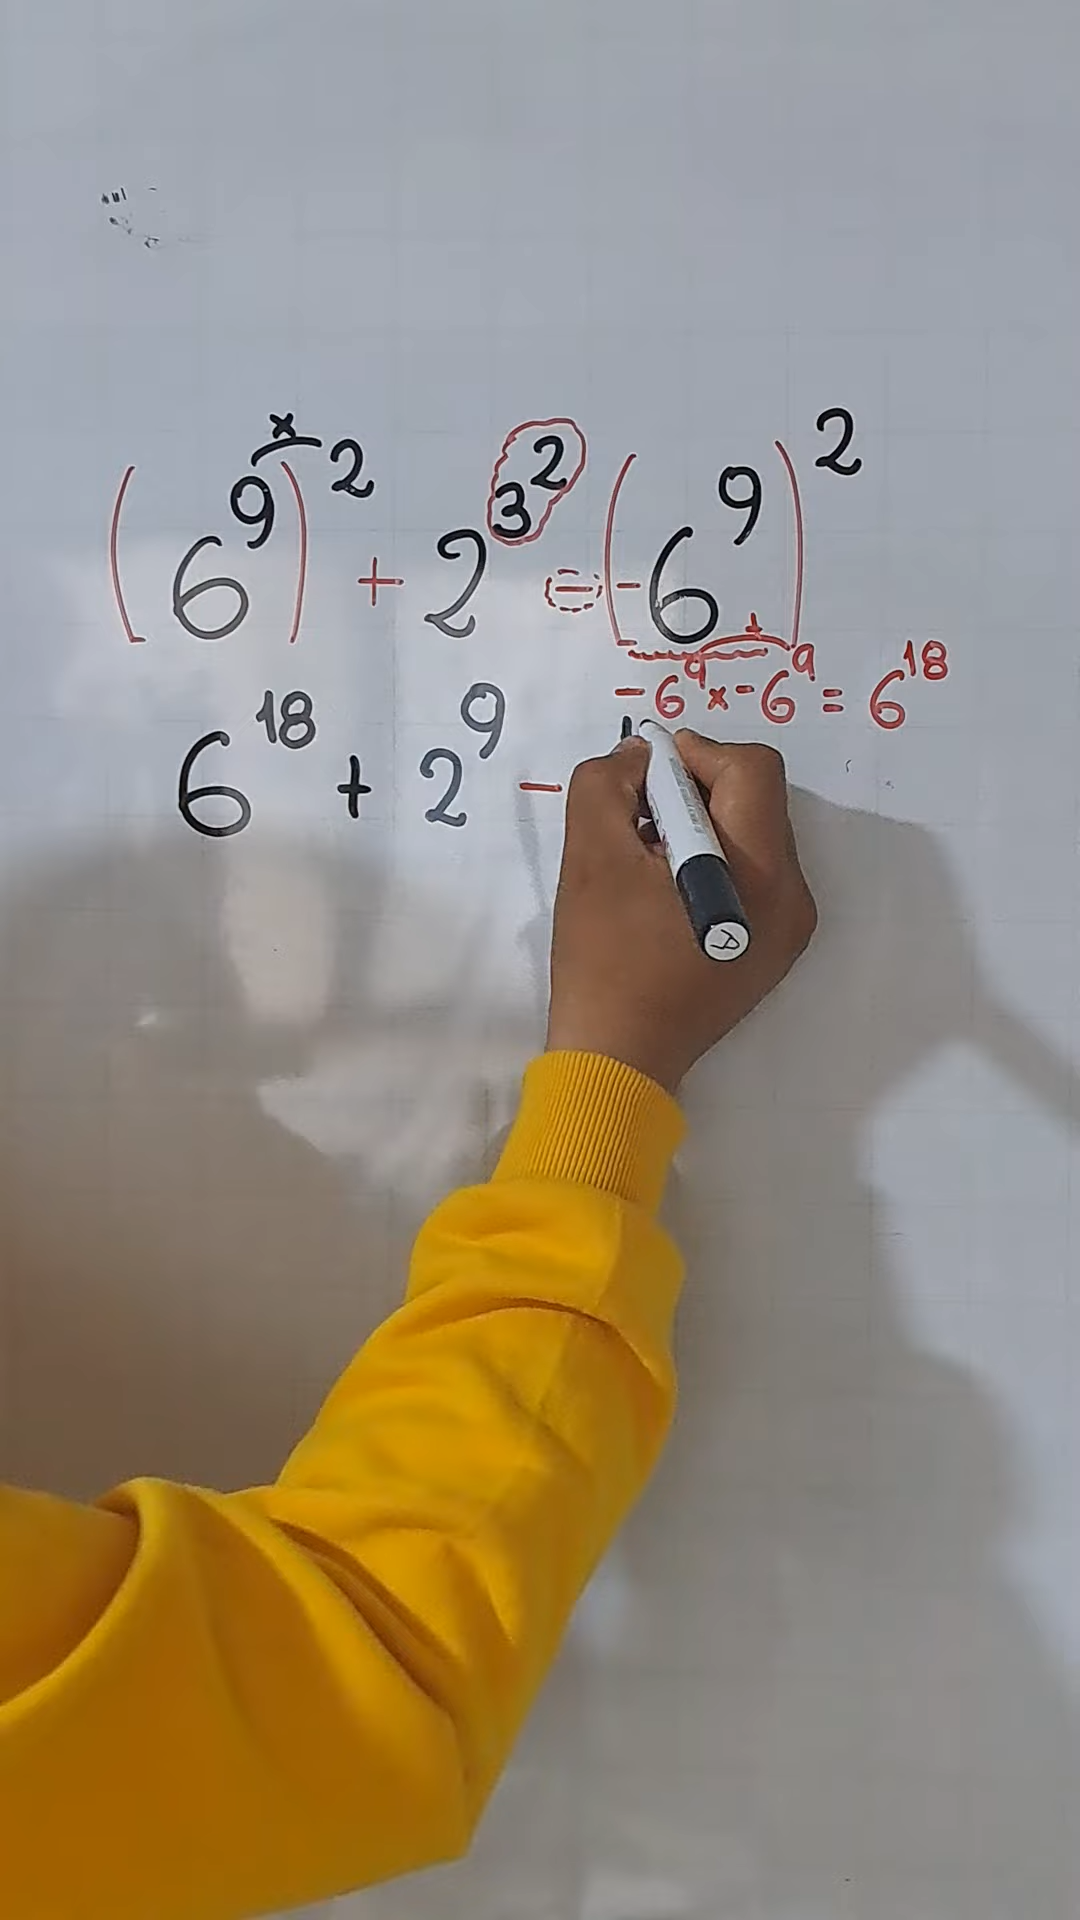 (6⁹)² + 2^3² - (-6⁹)²
×
+
-6⁹ × -6⁹ = 6¹⁸
6¹⁸ + 2⁹ -